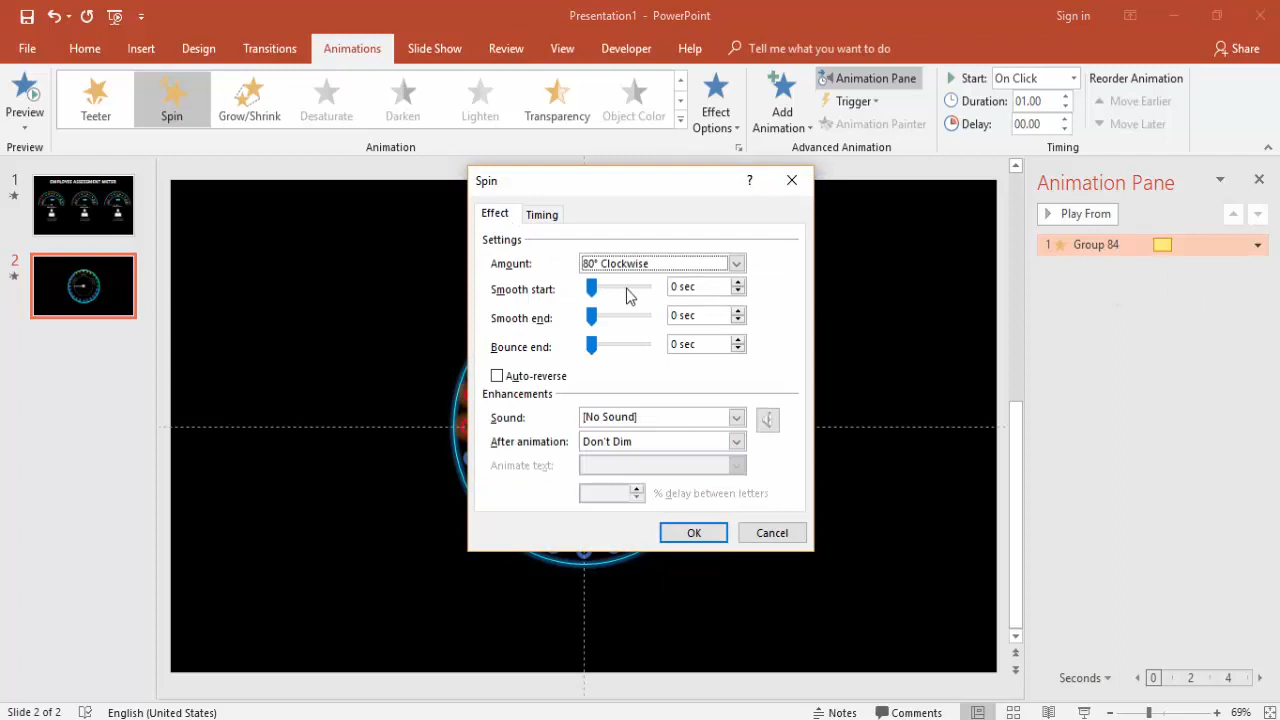 Presentation1 - PowerPoint
Sign in
File Home Insert Design Transitions Animations Slide Show Review View Developer Help Tell me what you want to do Share
Preview
Teeter Spin Grow/Shrink Desaturate Darken Lighten Transparency Object Color
Effect Options
Add Animation
Animation Pane
Trigger
Animation Painter
Start: On Click
Duration: 01.00
Delay: 00.00
Reorder Animation
Move Earlier
Move Later
Preview Animation Advanced Animation Timing
1
EMPLOYEE ASSESSMENT METER
2
Spin ?
Effect Timing
Settings
Amount: 80° Clockwise
Smooth start: 0 sec
Smooth end: 0 sec
Bounce end: 0 sec
Auto-reverse
Enhancements
Sound: [No Sound]
After animation: Don't Dim
Animate text:
% delay between letters
OK Cancel
Animation Pane
Play From
1 Group 84
Seconds 0 2 4
Slide 2 of 2 English (United States) Notes Comments 69%